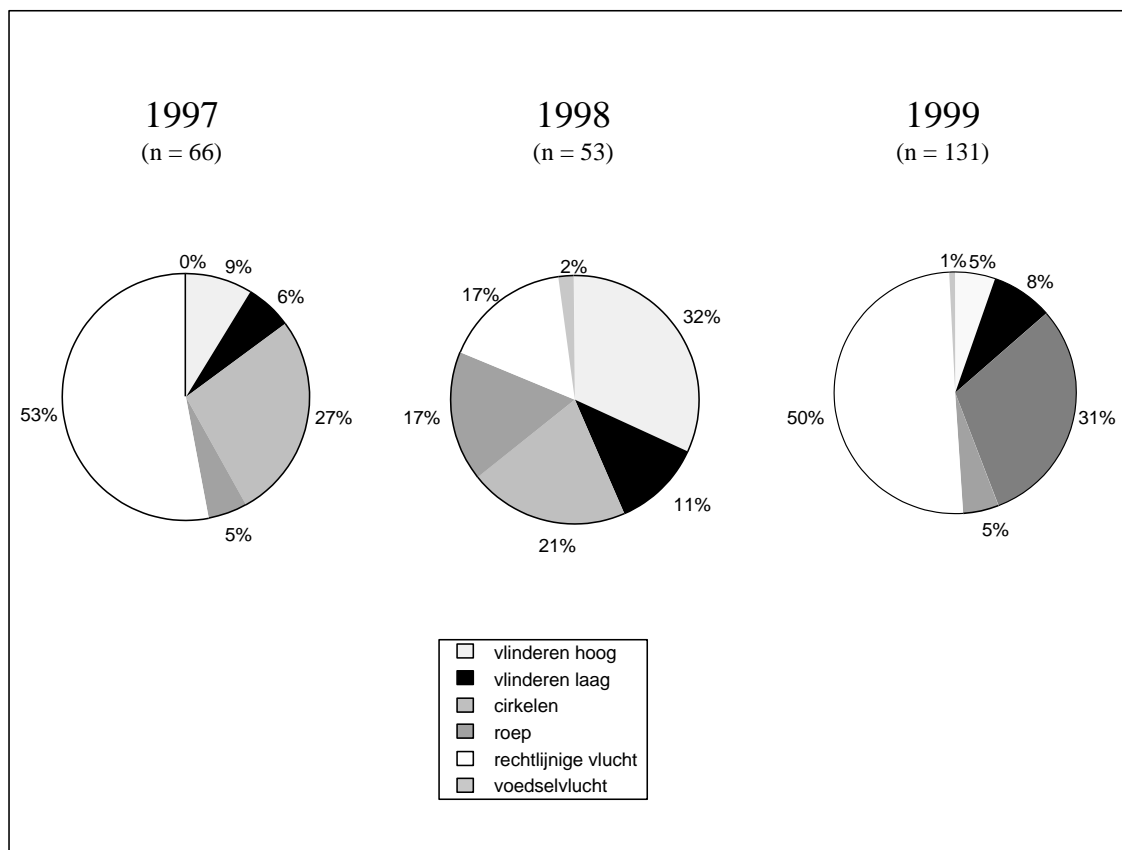 1997
(n = 66)
1998
(n = 53)
1999
(n = 131)
0%
9%
6%
27%
5%
53%
2%
32%
11%
21%
17%
17%
1%
5%
8%
31%
5%
50%
vlinderen hoog
vlinderen laag
cirkelen
roep
rechtlijnige vlucht
voedselvlucht